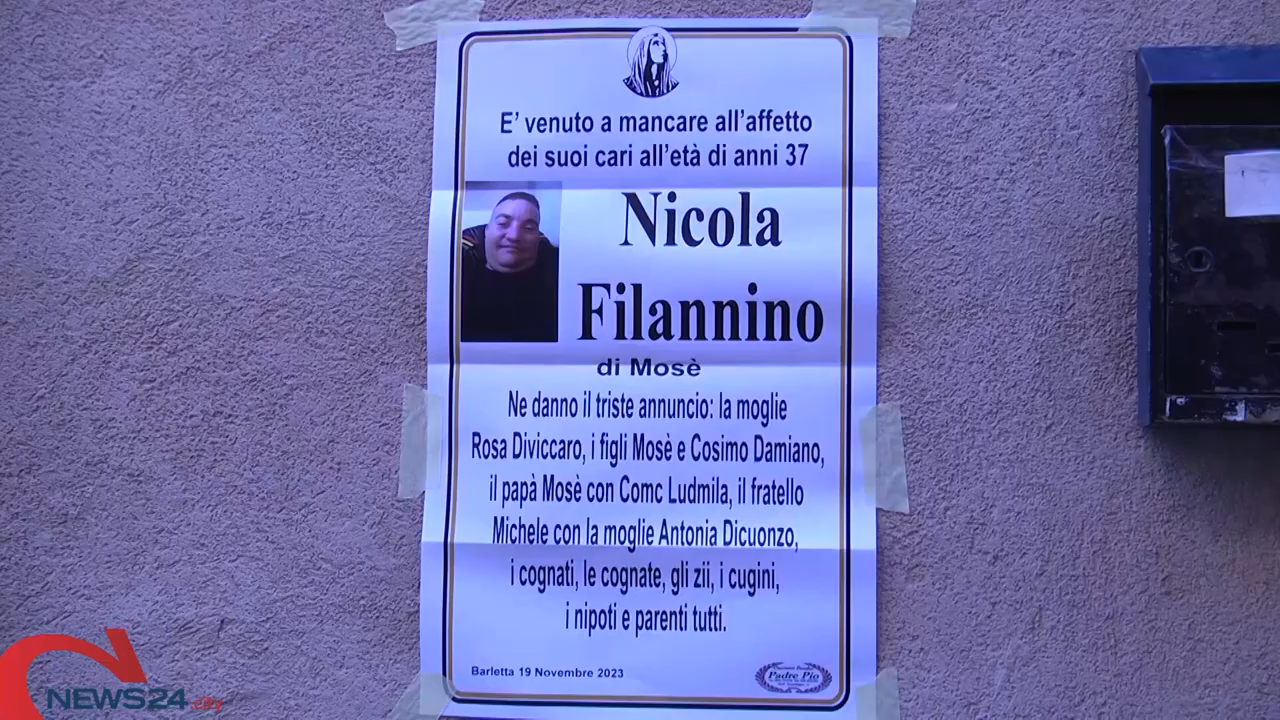 E' venuto a mancare all'affetto
dei suoi cari all'età di anni 37
Nicola
Filannino
di Mosè
Ne danno il triste annuncio: la moglie
Rosa Diviccaro, i figli Mosè e Cosimo Damiano,
il papà Mosè con Comc Ludmila, il fratello
Michele con la moglie Antonia Dicuonzo,
i cognati, le cognate, gli zii, i cugini,
i nipoti e parenti tutti.
Barletta 19 Novembre 2023
Padre Pio
NEWS24.city